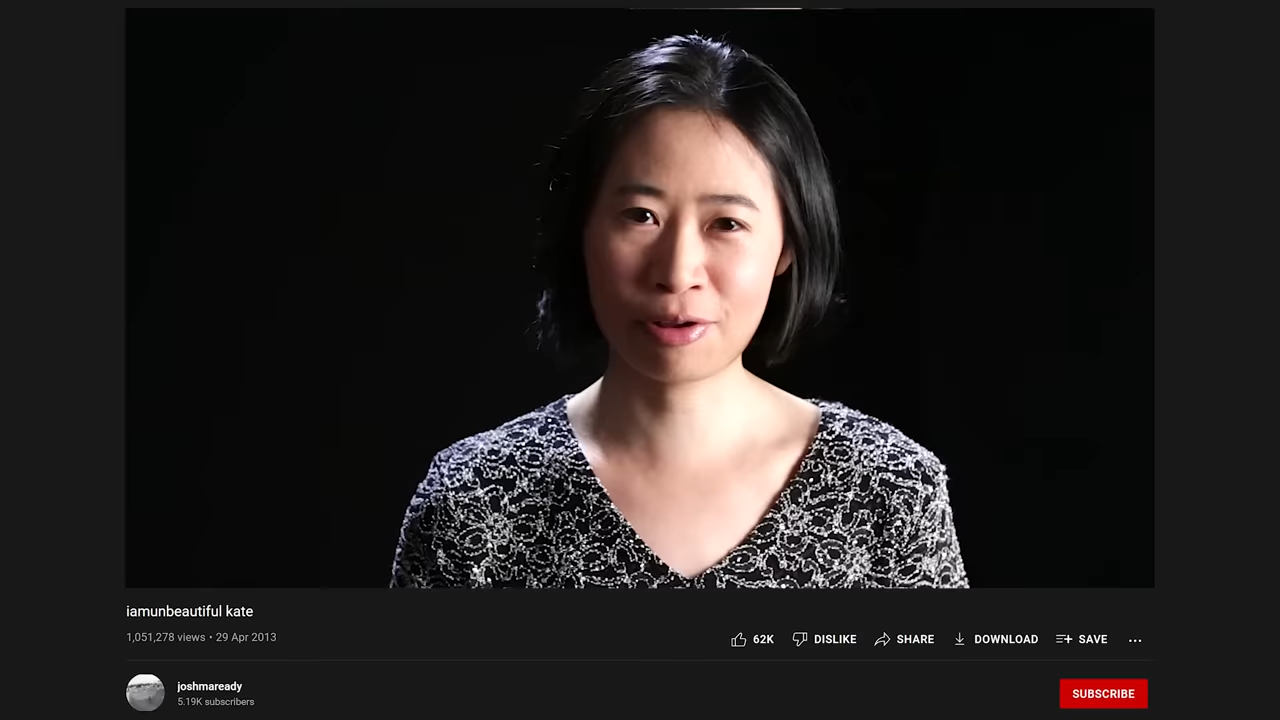 iamunbeautiful kate
1,051,278 views • 29 Apr 2013
62K DISLIKE SHARE DOWNLOAD SAVE ...
joshmaready
5.19K subscribers
SUBSCRIBE